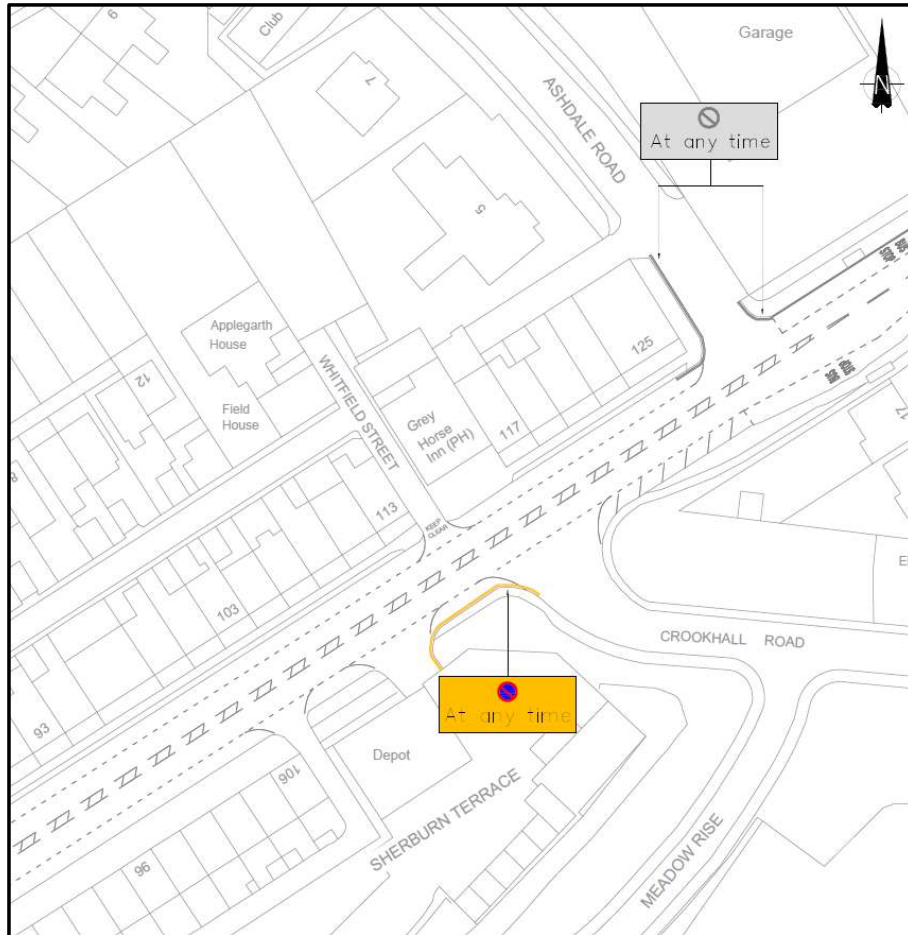 Club
9
7
Garage
N
ASHDALE ROAD
At any time
5
125
Applegarth
House
12
Field
House
WHITFIELD STREET
Grey
Horse
Inn (PH)
117
113
KEEP
CLEAR
103
CROOKHALL ROAD
At any time
93
Depot
106
SHERBURN TERRACE
96
MEADOW RISE